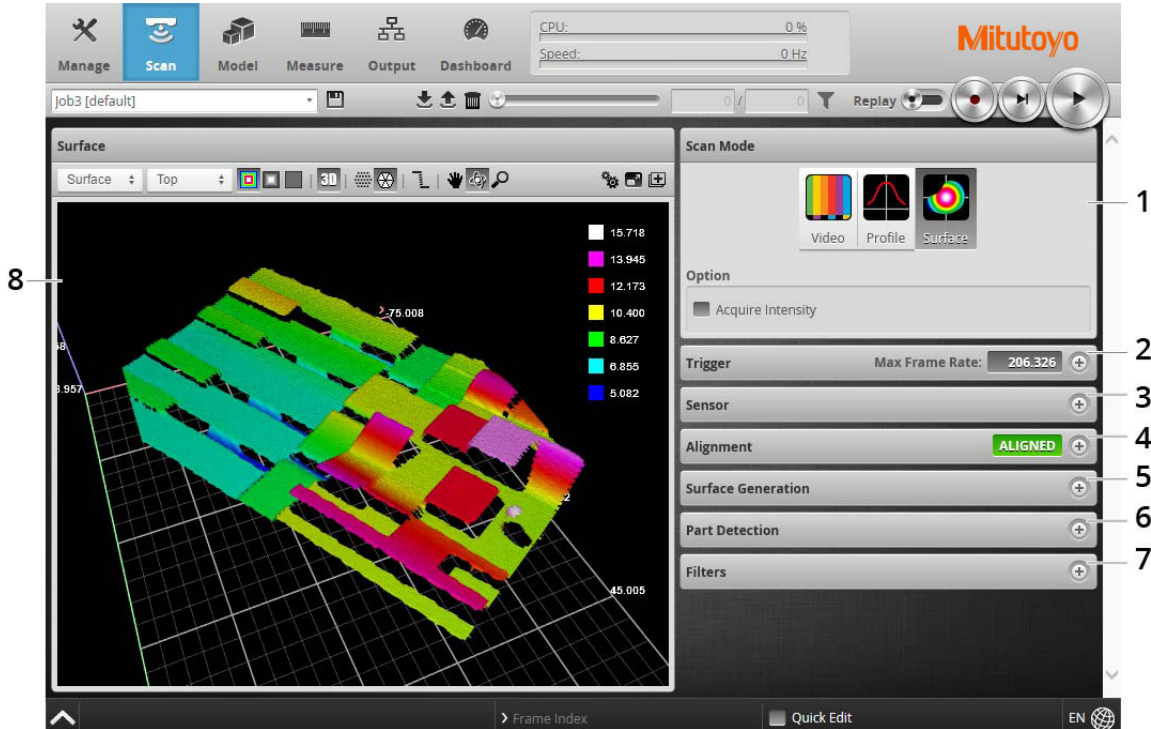 CPU: 0 %
Speed: 0 Hz
Mitutoyo
Manage
Scan
Model
Measure
Output
Dashboard
Job3 [default]
0 / 0
Replay
Surface
Surface
Top
3D
15.718
13.945
12.173
10.400
8.627
6.855
5.082
75.008
3.957
45.005
8
Scan Mode
Video
Profile
Surface
Option
Acquire Intensity
1
Trigger Max Frame Rate: 206.326
2
Sensor
3
Alignment ALIGNED
4
Surface Generation
5
Part Detection
6
Filters
7
Frame Index
Quick Edit
EN